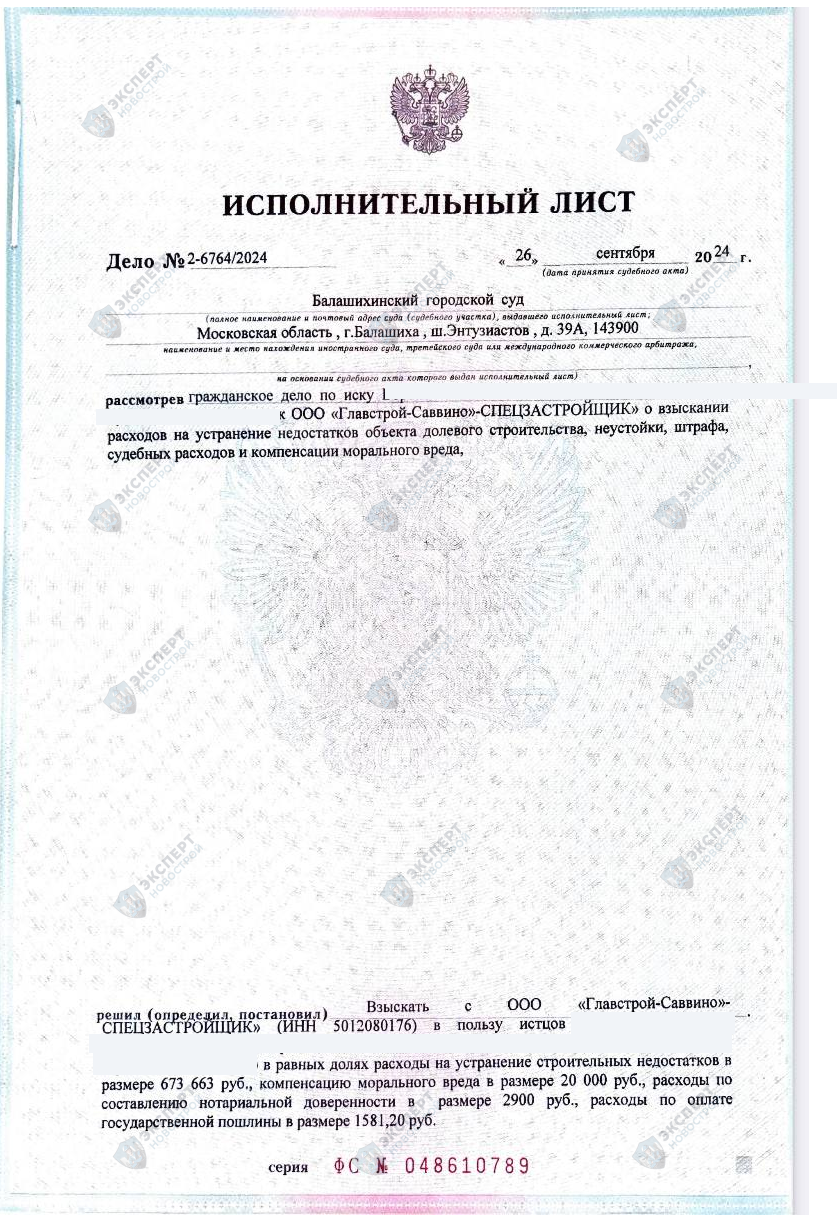 ИСПОЛНИТЕЛЬНЫЙ ЛИСТ
Дело № 2-6764/2024 « 26 » сентября 2024 г.
(дата принятия судебного акта)
Балашихинский городской суд
(полное наименование и почтовый адрес суда (судебного участка), выдавшего исполнительный лист;
Московская область , г.Балашиха , ш.Энтузиастов , д. 39А, 143900
наименование и место нахождения иностранного суда, третейского суда или международного коммерческого арбитража,
на основании судебного акта которого выдан исполнительный лист)
рассмотрев гражданское дело по иску
к ООО «Главстрой-Саввино»-СПЕЦЗАСТРОЙЩИК» о взыскании
расходов на устранение недостатков объекта долевого строительства, неустойки, штрафа,
судебных расходов и компенсации морального вреда,
решил (определил, постановил) Взыскать с ООО «Главстрой-Саввино»-
СПЕЦЗАСТРОЙЩИК» (ИНН 5012080176) в пользу истцов
в равных долях расходы на устранение строительных недостатков в
размере 673 663 руб., компенсацию морального вреда в размере 20 000 руб., расходы по
составлению нотариальной доверенности в размере 2900 руб., расходы по оплате
государственной пошлины в размере 1581,20 руб.
серия ФС № 048610789
ЭКСПЕРТ
НОВОСТРОЙ